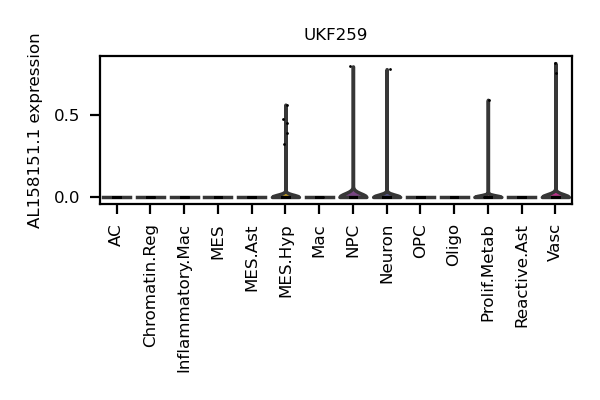 UKF259
AL158151.1 expression
0.5
0.0
AC
Chromatin.Reg
Inflammatory.Mac
MES
MES.Ast
MES.Hyp
Mac
NPC
Neuron
OPC
Oligo
Prolif.Metab
Reactive.Ast
Vasc